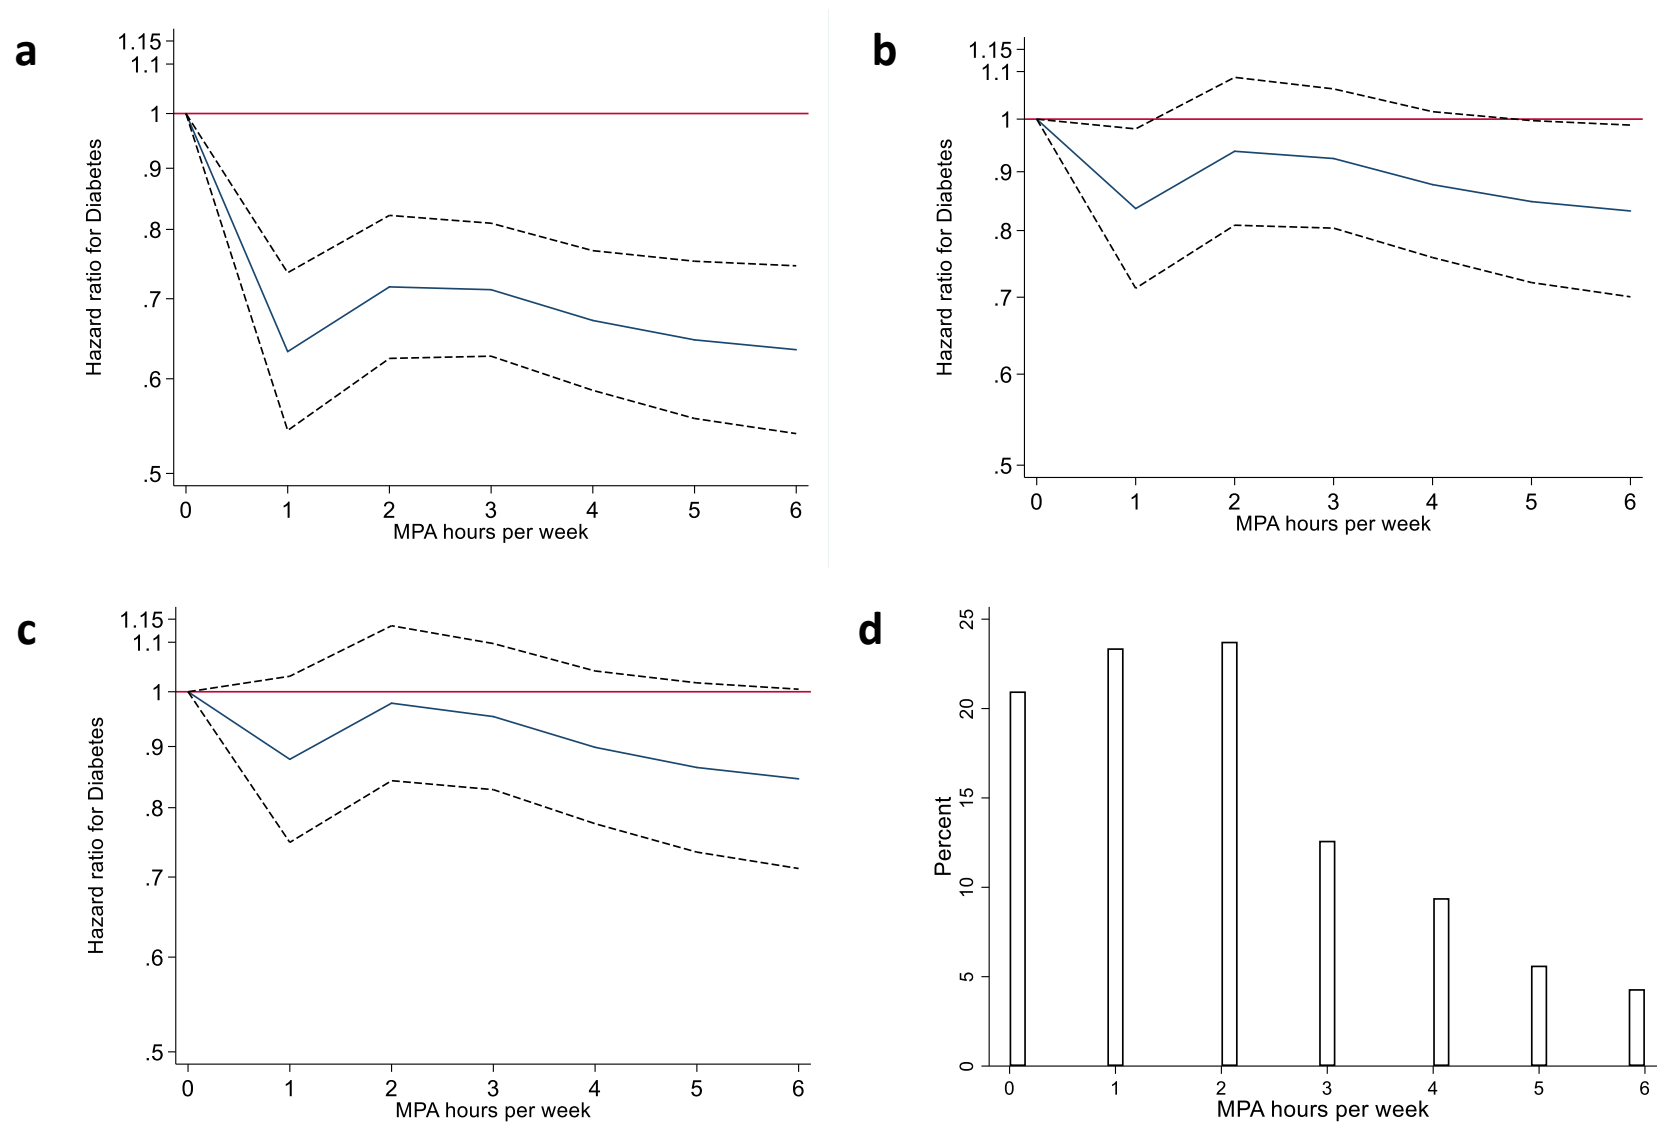 a
1.15
1.1
1
.9
.8
.7
.6
.5
Hazard ratio for Diabetes
0 1 2 3 4 5 6
MPA hours per week
b
1.15
1.1
1
.9
.8
.7
.6
.5
Hazard ratio for Diabetes
0 1 2 3 4 5 6
MPA hours per week
c
1.15
1.1
1
.9
.8
.7
.6
.5
Hazard ratio for Diabetes
0 1 2 3 4 5 6
MPA hours per week
d
25
20
15
10
5
0
Percent
0 1 2 3 4 5 6
MPA hours per week